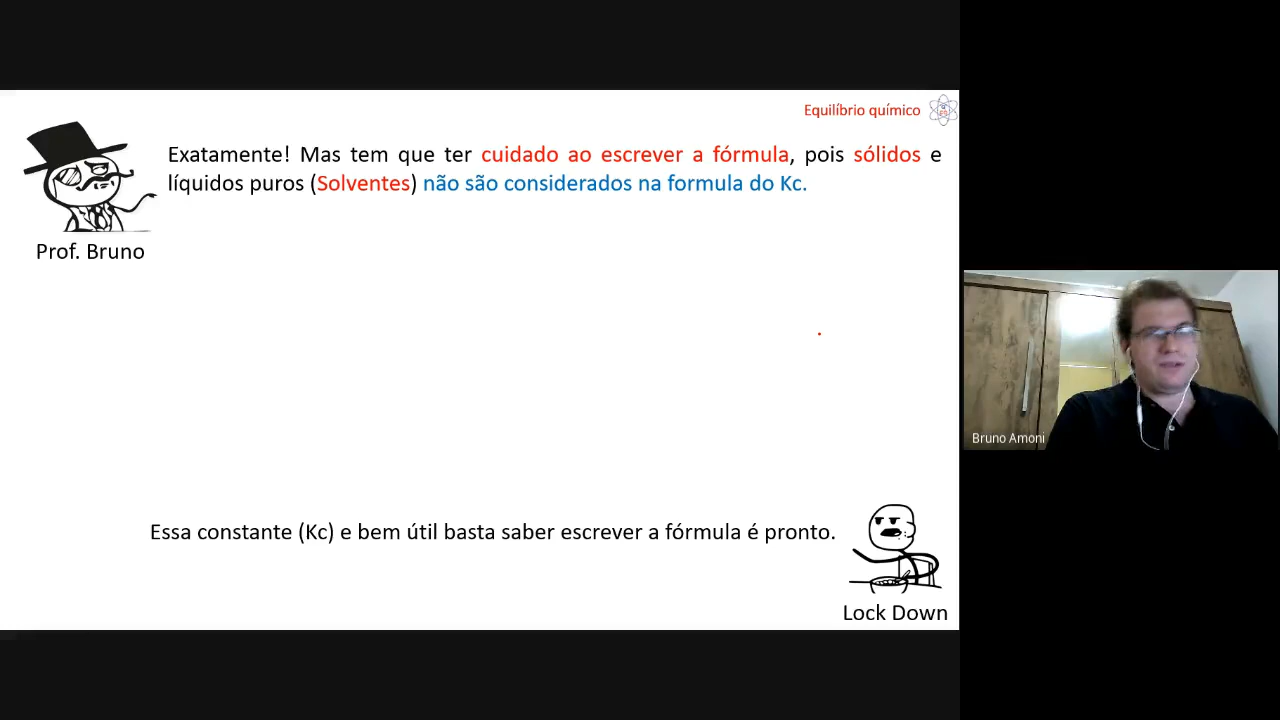 Equilíbrio químico
Exatamente! Mas tem que ter cuidado ao escrever a fórmula, pois sólidos e
líquidos puros (Solventes) não são considerados na formula do Kc.
Prof. Bruno
Bruno Amoni
Essa constante (Kc) e bem útil basta saber escrever a fórmula é pronto.
Lock Down